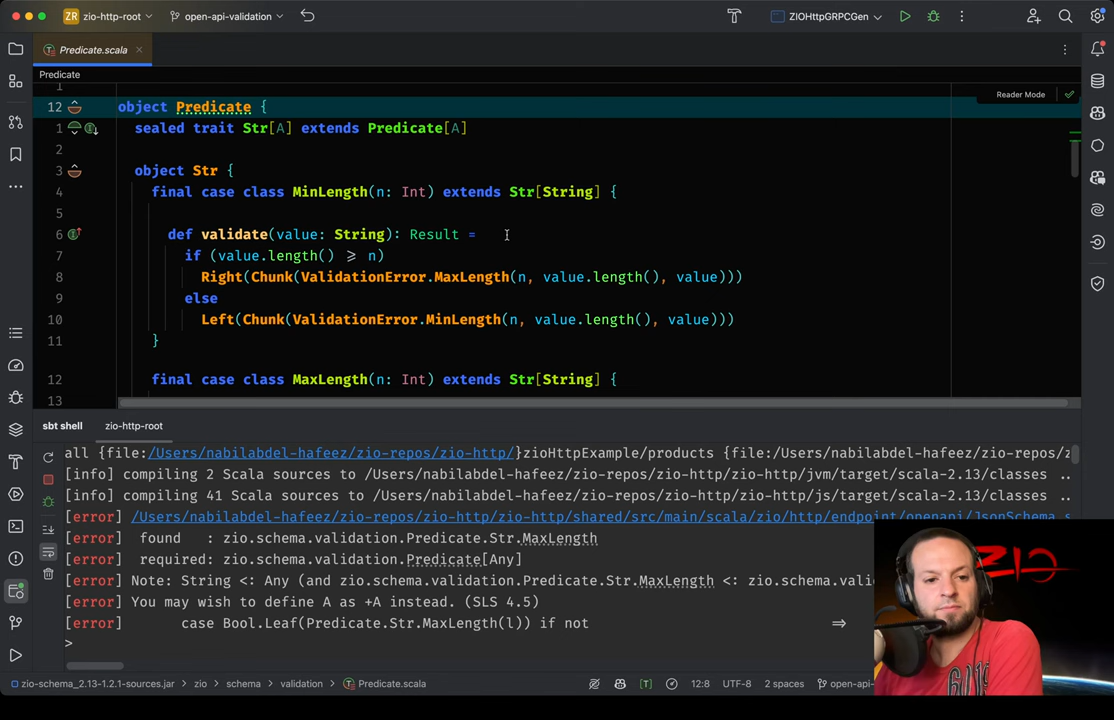 ZR zio-http-root open-api-validation ZIOHttpGRPCGen
Predicate.scala
Predicate
Reader Mode
1
12 object Predicate {
1 sealed trait Str[A] extends Predicate[A]
2
3 object Str {
4 final case class MinLength(n: Int) extends Str[String] {
5
6 def validate(value: String): Result =
7 if (value.length() ⩾ n)
8 Right(Chunk(ValidationError.MaxLength(n, value.length(), value)))
9 else
10 Left(Chunk(ValidationError.MinLength(n, value.length(), value)))
11 }
12 final case class MaxLength(n: Int) extends Str[String] {
13
sbt shell zio-http-root
all {file:/Users/nabilabdel-hafeez/zio-repos/zio-http/}zioHttpExample/products {file:/Users/nabilabdel-hafeez/zio-repos/z
[info] compiling 2 Scala sources to /Users/nabilabdel-hafeez/zio-repos/zio-http/zio-http/jvm/target/scala-2.13/classes ..
[info] compiling 41 Scala sources to /Users/nabilabdel-hafeez/zio-repos/zio-http/zio-http/js/target/scala-2.13/classes ..
[error] /Users/nabilabdel-hafeez/zio-repos/zio-http/zio-http/shared/src/main/scala/zio/http/endpoint/openapi/JsonSchema.s
[error] found : zio.schema.validation.Predicate.Str.MaxLength
[error] required: zio.schema.validation.Predicate[Any]
[error] Note: String <: Any (and zio.schema.validation.Predicate.Str.MaxLength <: zio.schema.vali
[error] You may wish to define A as +A instead. (SLS 4.5)
[error] case Bool.Leaf(Predicate.Str.MaxLength(l)) if not ⇒
>
ZIO
zio-schema_2.13-1.2.1-sources.jar zio schema validation Predicate.scala 12:8 UTF-8 2 spaces open-api-